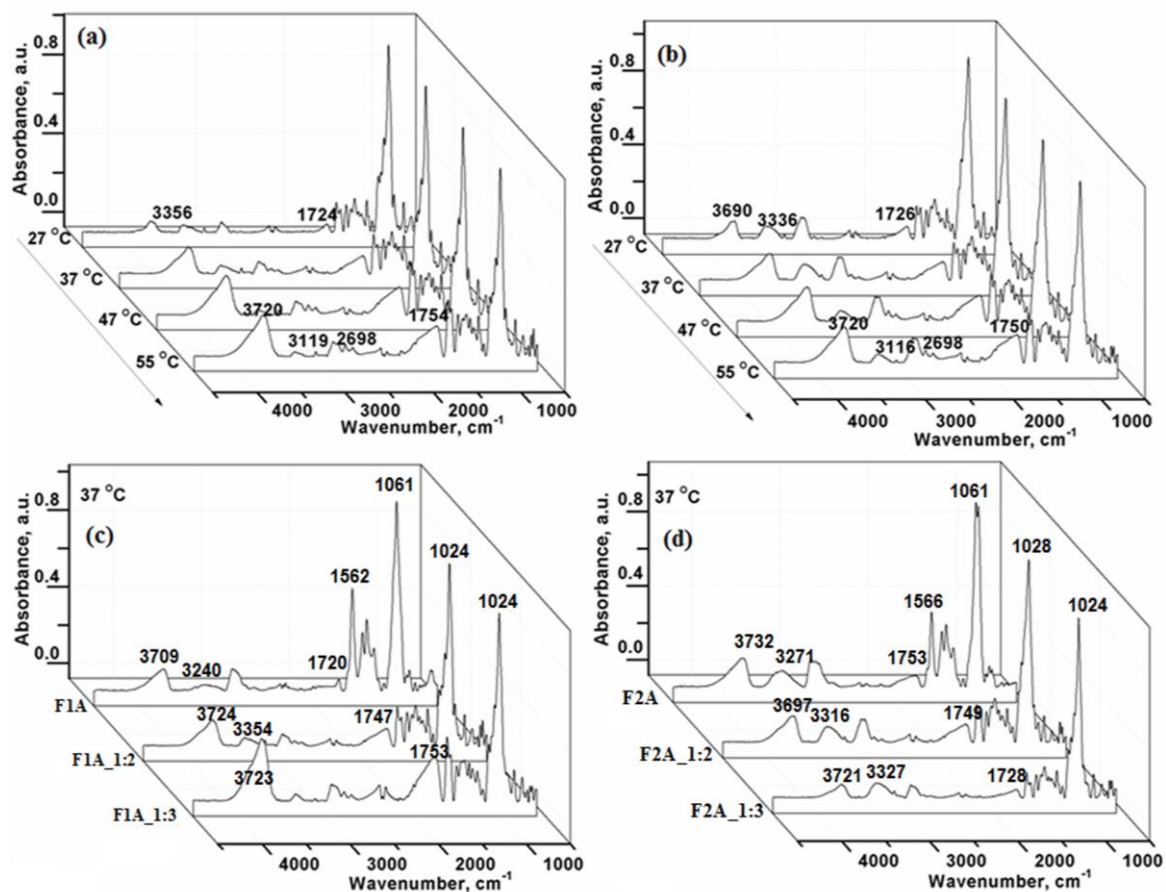 (a)
Absorbance, a.u.
0.8
0.4
0.0
3356
1724
27 °C
37 °C
47 °C
55 °C
3720
3119
2698
1754
4000 3000 2000 1000
Wavenumber, cm-1
(b)
Absorbance, a.u.
0.8
0.4
0.0
3690
3336
1726
27 °C
37 °C
47 °C
55 °C
3720
3116
2698
1750
4000 3000 2000 1000
Wavenumber, cm-1
37 °C
(c)
Absorbance, a.u.
0.8
0.4
0.0
1061
1024
1024
1562
3709
3240
1720
F1A
3724
3354
1747
F1A_1:2
3723
1753
F1A_1:3
4000 3000 2000 1000
Wavenumber, cm-1
37 °C
(d)
Absorbance, a.u.
0.8
0.4
0.0
1061
1028
1024
1566
3732
3271
1753
F2A
3697
3316
1749
F2A_1:2
3721
3327
1728
F2A_1:3
4000 3000 2000 1000
Wavenumber, cm-1